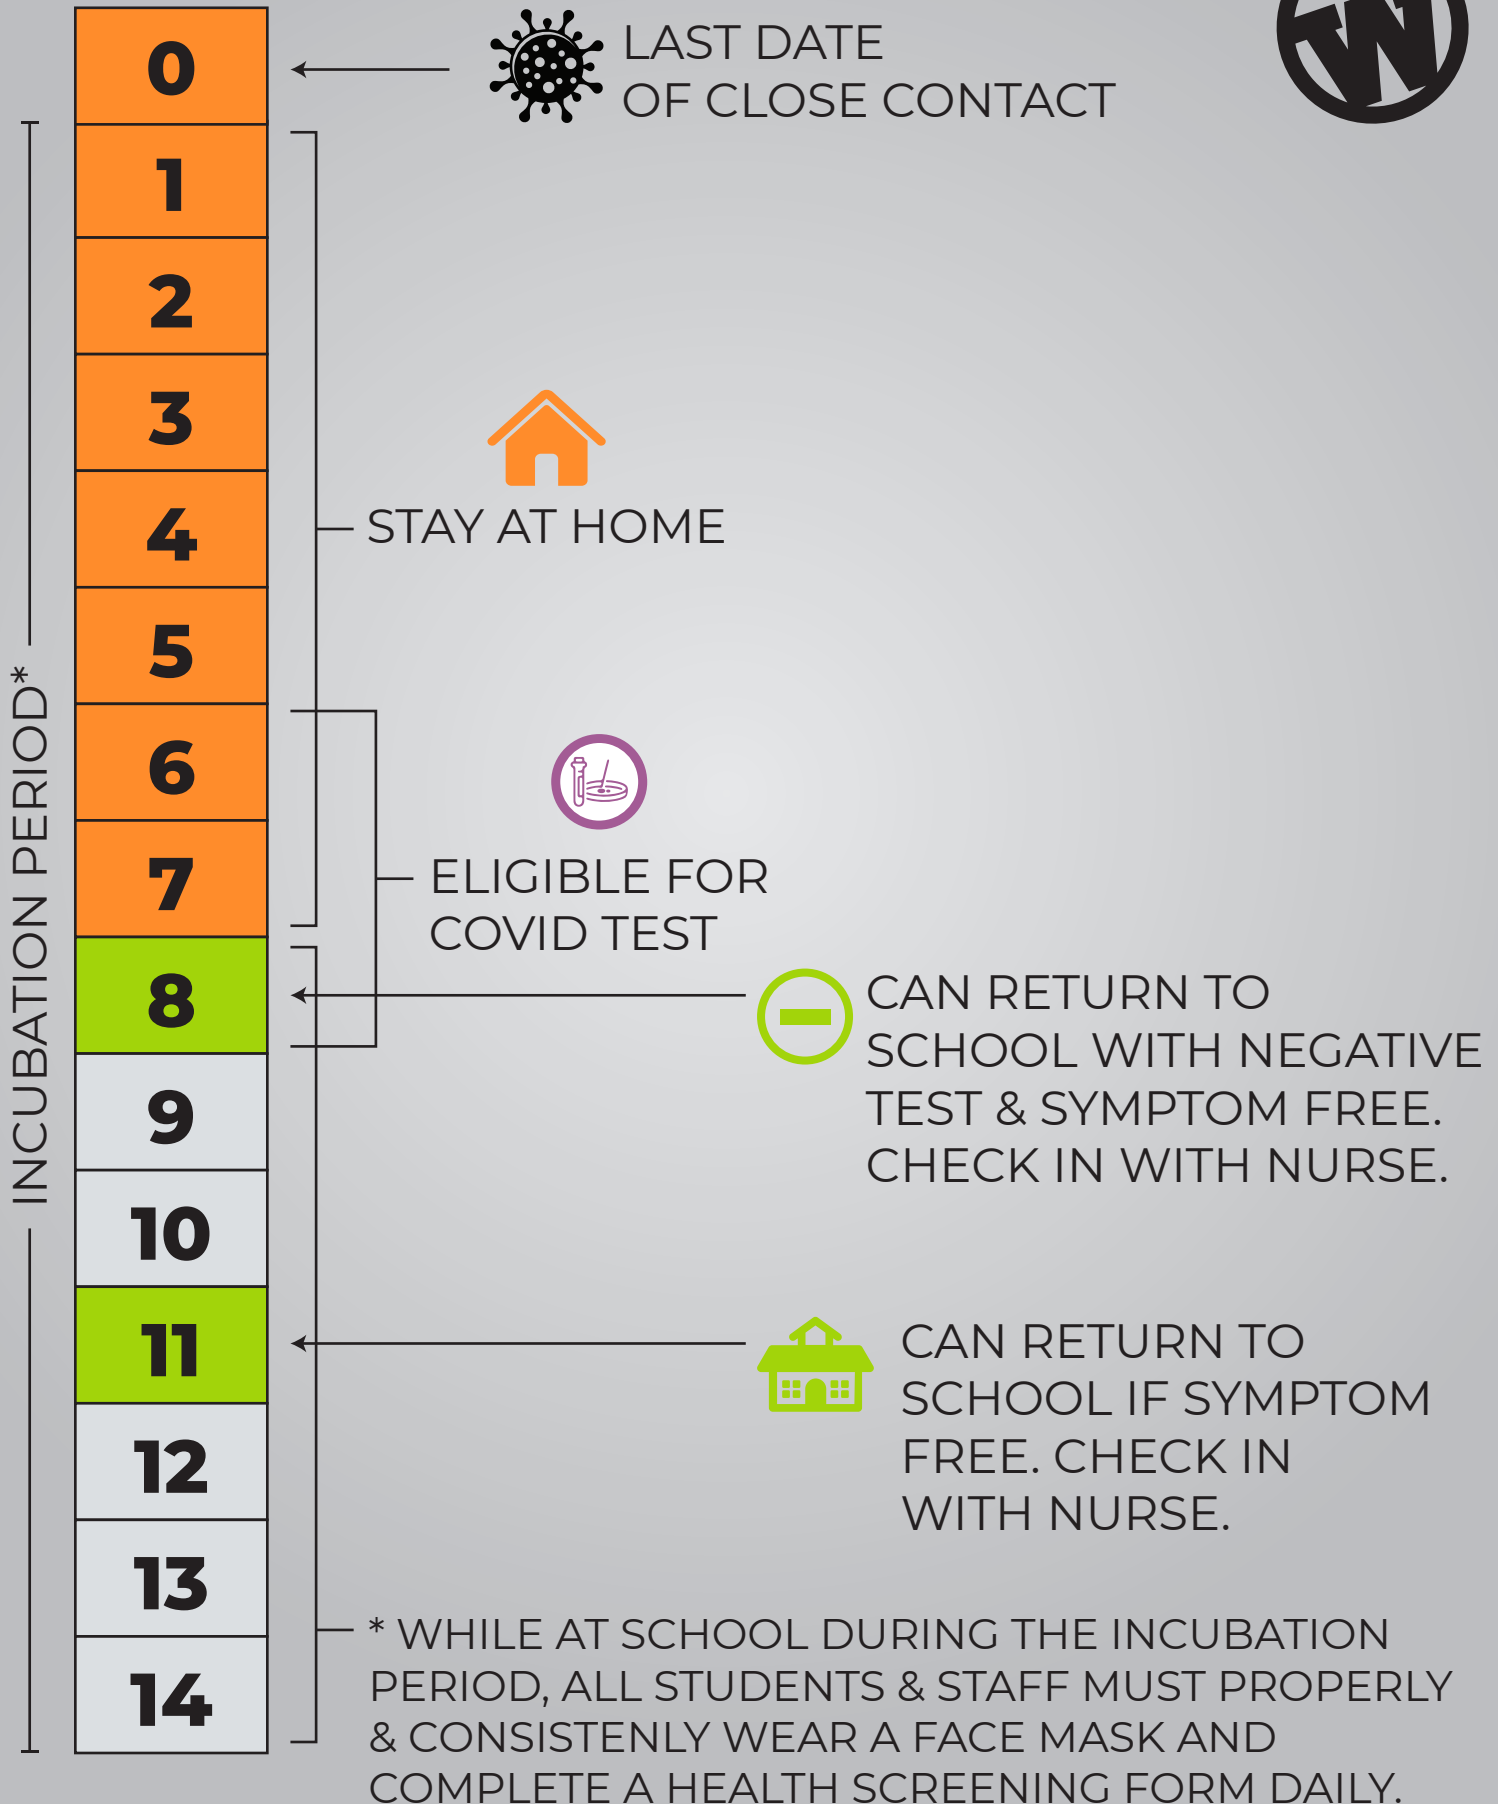 0
LAST DATE
OF CLOSE CONTACT
W
1
2
3
4
STAY AT HOME
5
6
7
ELIGIBLE FOR
COVID TEST
8
CAN RETURN TO
SCHOOL WITH NEGATIVE
TEST & SYMPTOM FREE.
CHECK IN WITH NURSE.
9
10
11
CAN RETURN TO
SCHOOL IF SYMPTOM
FREE. CHECK IN
WITH NURSE.
12
13
14
INCUBATION PERIOD*
* WHILE AT SCHOOL DURING THE INCUBATION
PERIOD, ALL STUDENTS & STAFF MUST PROPERLY
& CONSISTENLY WEAR A FACE MASK AND
COMPLETE A HEALTH SCREENING FORM DAILY.